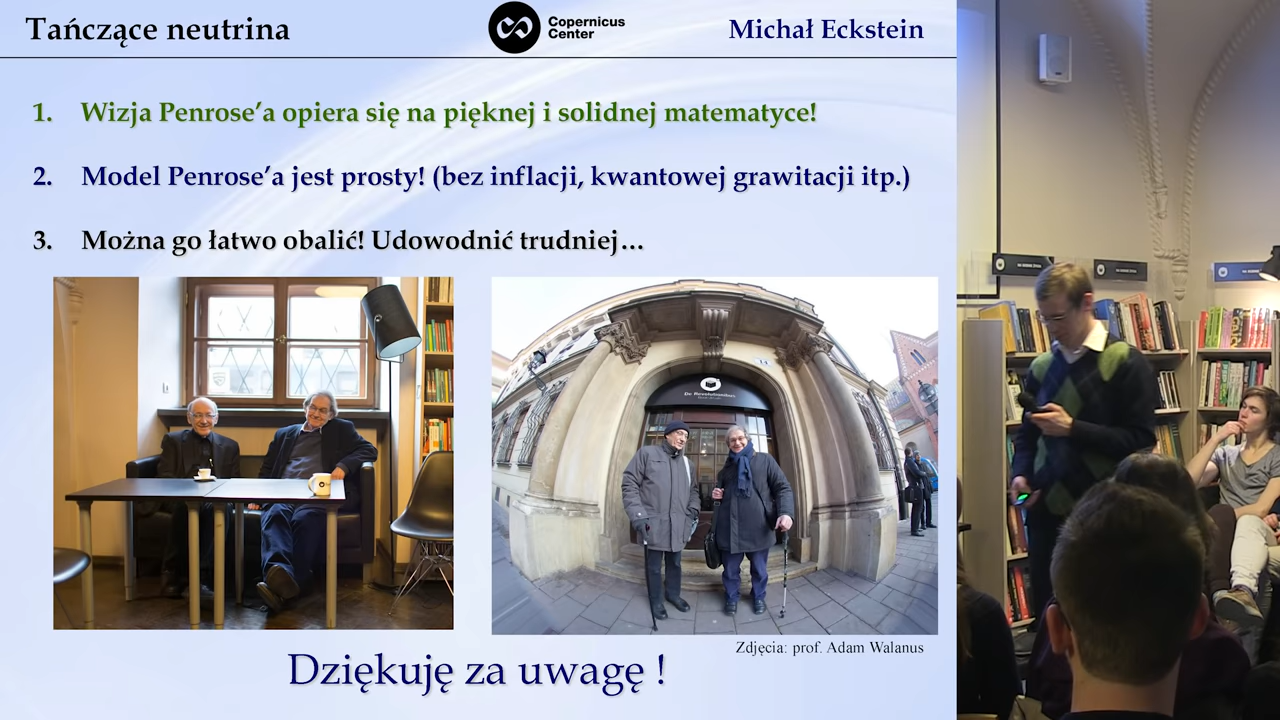 Tańczące neutrina
Copernicus
Center
Michał Eckstein
1. Wizja Penrose’a opiera się na pięknej i solidnej matematyce!
2. Model Penrose’a jest prosty! (bez inflacji, kwantowej grawitacji itp.)
3. Można go łatwo obalić! Udowodnić trudniej…
De Revolutionibus
Zdjęcia: prof. Adam Walanus
Dziękuję za uwagę !